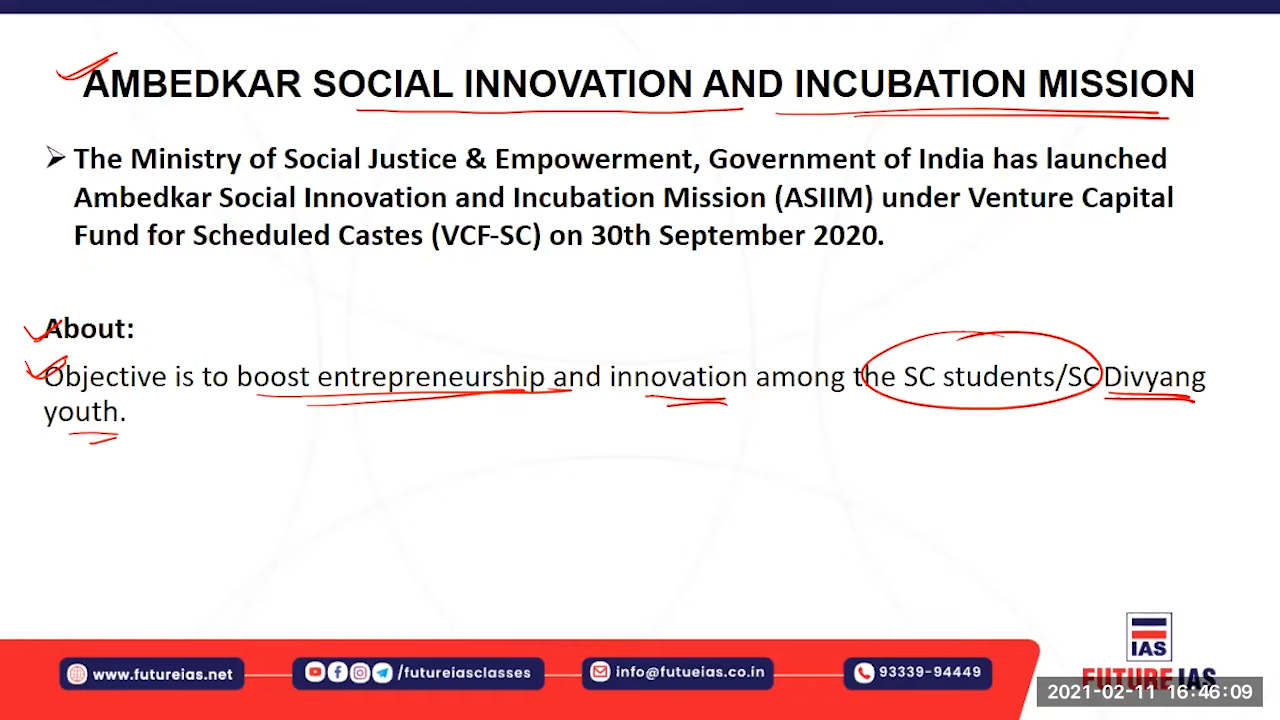 AMBEDKAR SOCIAL INNOVATION AND INCUBATION MISSION
The Ministry of Social Justice & Empowerment, Government of India has launched
Ambedkar Social Innovation and Incubation Mission (ASIIM) under Venture Capital
Fund for Scheduled Castes (VCF-SC) on 30th September 2020.
About:
Objective is to boost entrepreneurship and innovation among the SC students/SC Divyang
youth.
IAS
FUTURE IAS
www.futureias.net
/futureiasclasses
info@futueias.co.in
93339-94449
2021-02-11 16:46:09